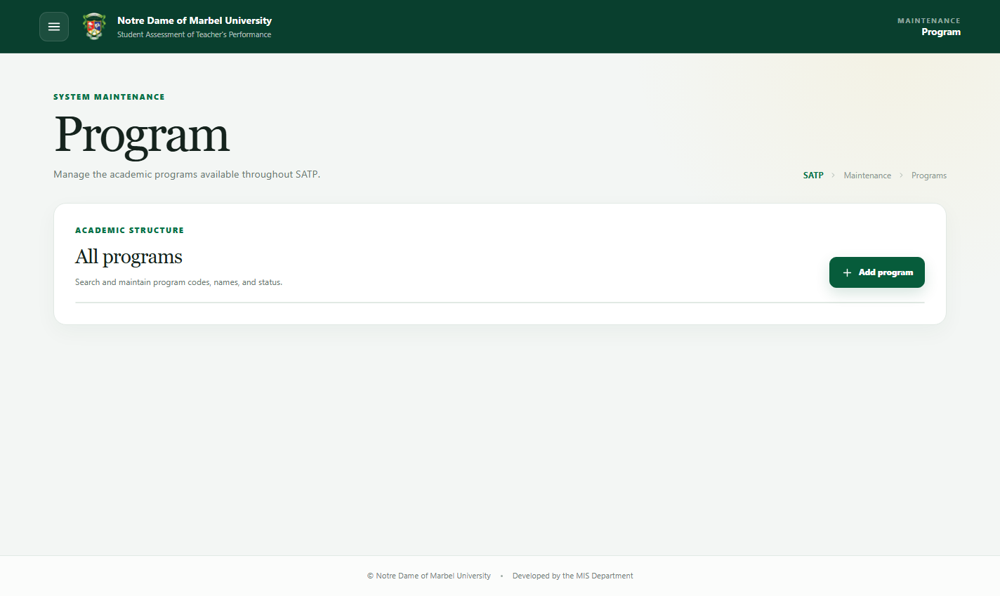 Notre Dame of Marbel University
Student Assessment of Teacher's Performance
MAINTENANCE
Program
SYSTEM MAINTENANCE
Program
Manage the academic programs available throughout SATP.
SATP > Maintenance > Programs
ACADEMIC STRUCTURE
All programs
Search and maintain program codes, names, and status.
+ Add program
© Notre Dame of Marbel University • Developed by the MIS Department